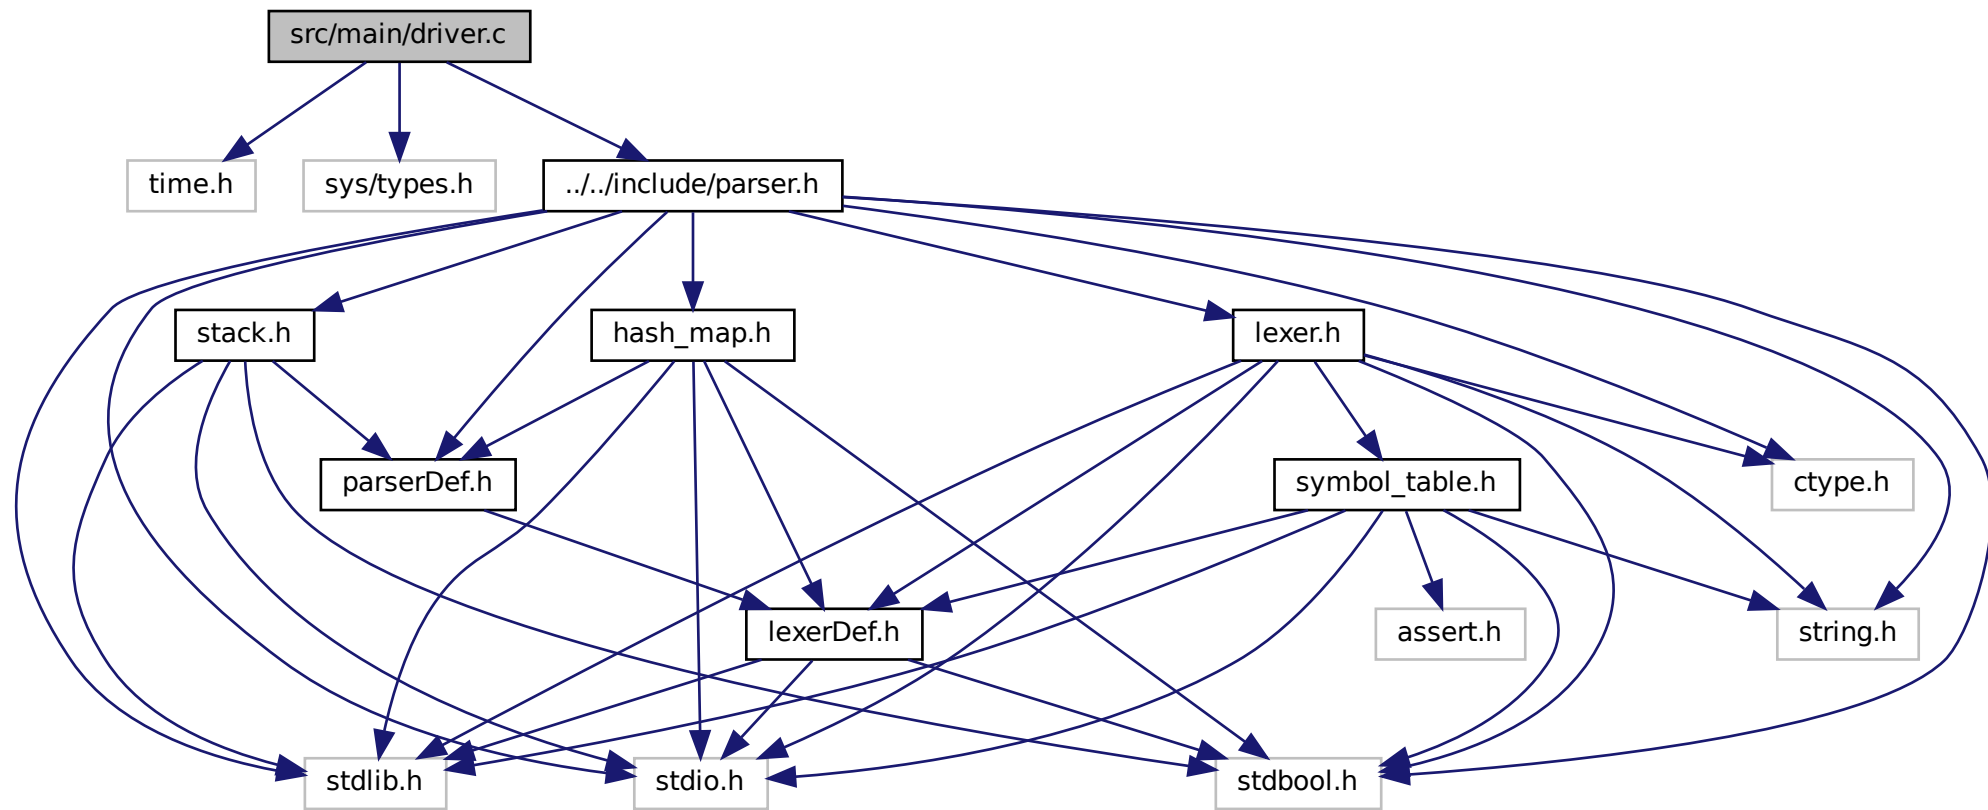 src/main/driver.c
time.h
sys/types.h
../../include/parser.h
stack.h
hash_map.h
lexer.h
parserDef.h
symbol_table.h
ctype.h
lexerDef.h
assert.h
string.h
stdlib.h
stdio.h
stdbool.h